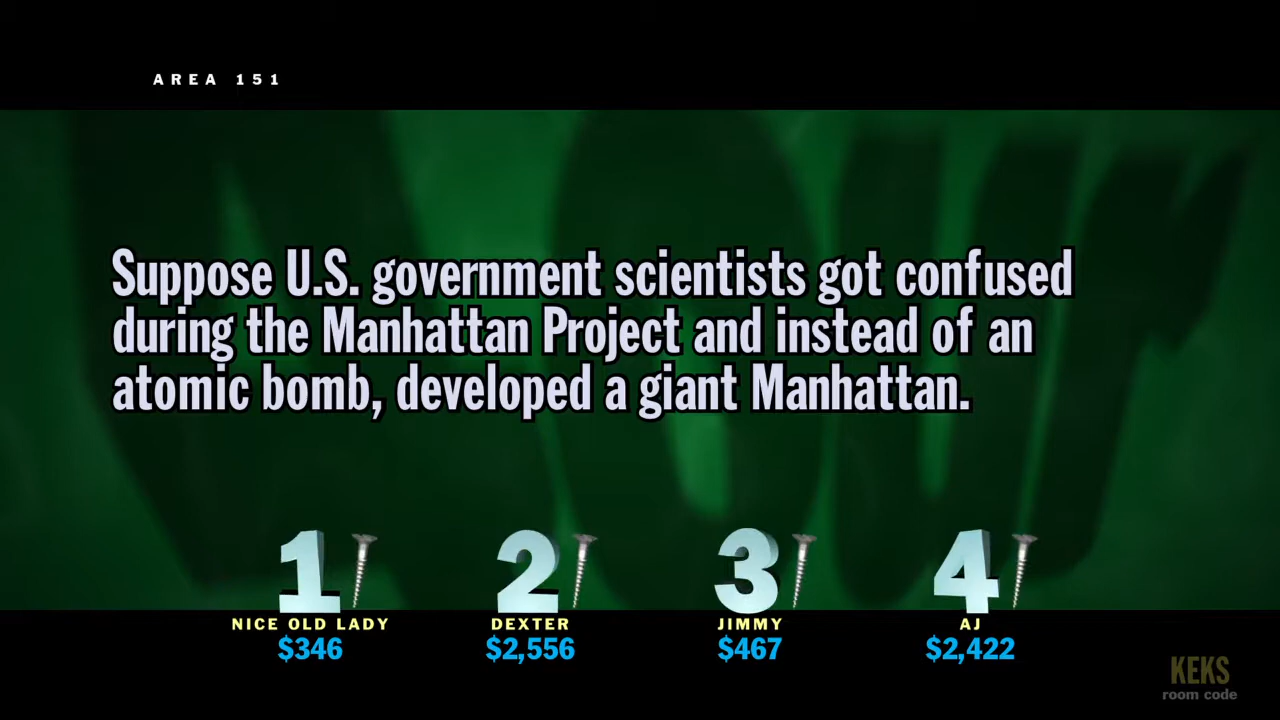 AREA 151
Suppose U.S. government scientists got confused
during the Manhattan Project and instead of an
atomic bomb, developed a giant Manhattan.
1 2 3 4
NICE OLD LADY DEXTER JIMMY AJ
$346 $2,556 $467 $2,422
KEKS
room code